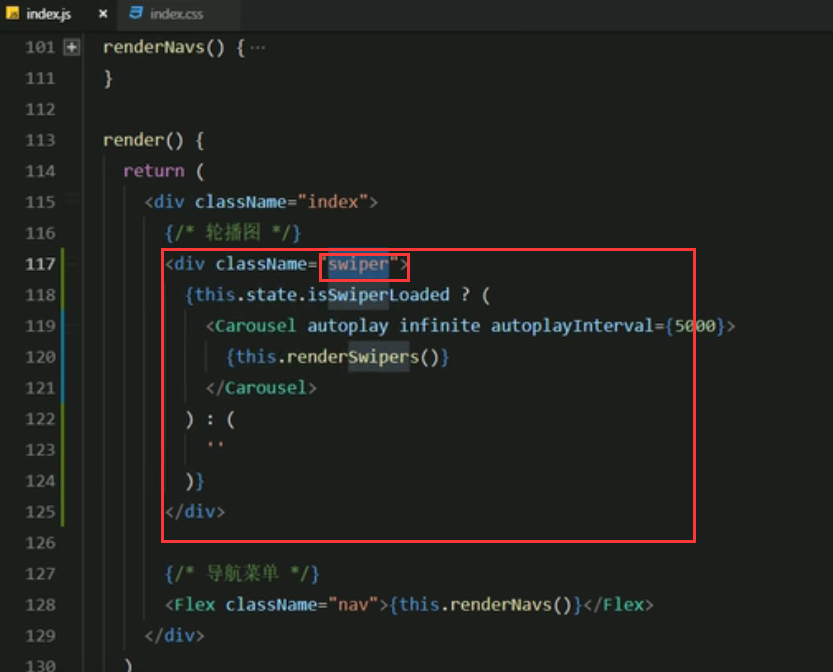 index.js × index.css
101 renderNavs() { ···
111 }
112
113 render() {
114 return (
115 <div className="index">
116 {/* 轮播图 */}
117 <div className="swiper">
118 {this.state.isSwiperLoaded ? (
119 <Carousel autoplay infinite autoplayInterval={5000}>
120 {this.renderSwipers()}
121 </Carousel>
122 ) : (
123 ''
124 )}
125 </div>
126
127 {/* 导航菜单 */}
128 <Flex className="nav">{this.renderNavs()}</Flex>
129 </div>
130 )